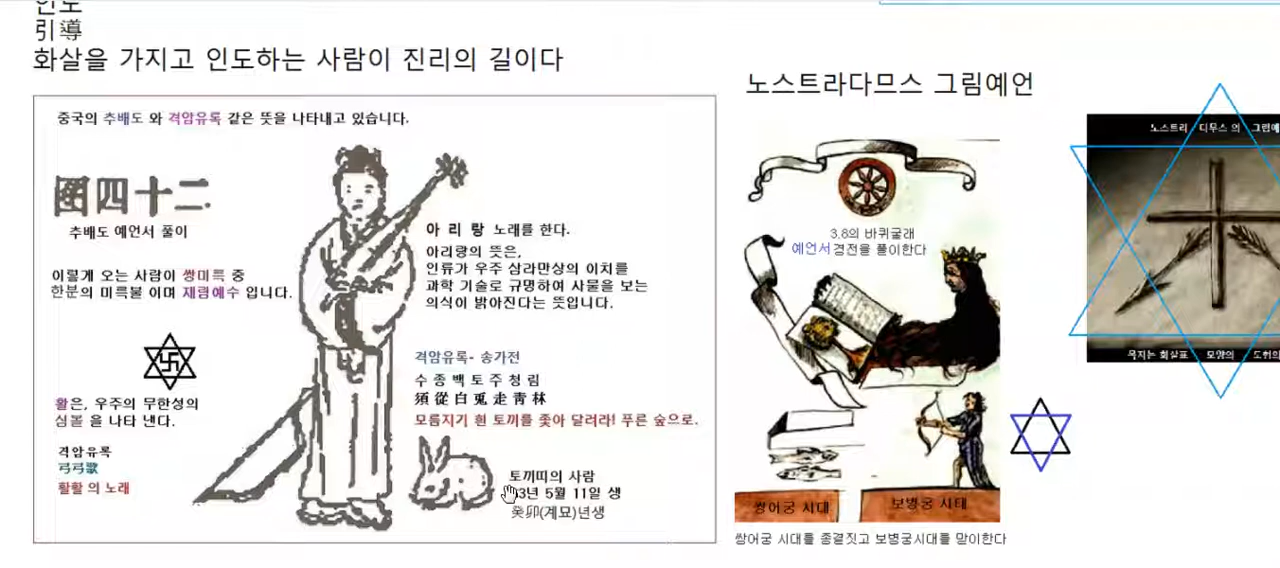 인도
引導
화살을 가지고 인도하는 사람이 진리의 길이다
중국의 추배도 와 격암유록 같은 뜻을 나타내고 있습니다.
圖四十二
추배도 예언서 풀이
이렇게 오는 사람이 쌍미륵 중
한분의 미륵불 이며 재림예수 입니다.
卐
활은, 우주의 무한성의
심볼 을 나타 낸다.
격암유록
弓弓歌
활활 의 노래
아 리 랑 노래를 한다.
아리랑의 뜻은,
인류가 우주 삼라만상의 이치를
과학 기술로 규명하여 사물을 보는
의식이 밝아진다는 뜻입니다.
격암유록- 송가전
수 종 백 토 주 청 림
須 從 白 兎 走 靑 林
모름지기 흰 토끼를 좇아 달려라! 푸른 숲으로.
토끼띠의 사람
3년 5월 11일 생
癸卯(계묘)년생
노스트라다므스 그림예언
3.8의 바퀴굴래
예언서 경전을 풀이한다
쌍어궁 시대
보병궁 시태
쌍어궁 시대를 종결짓고 보병궁시대를 맏이한다
노스트리 디무스 의 그림예
모양의